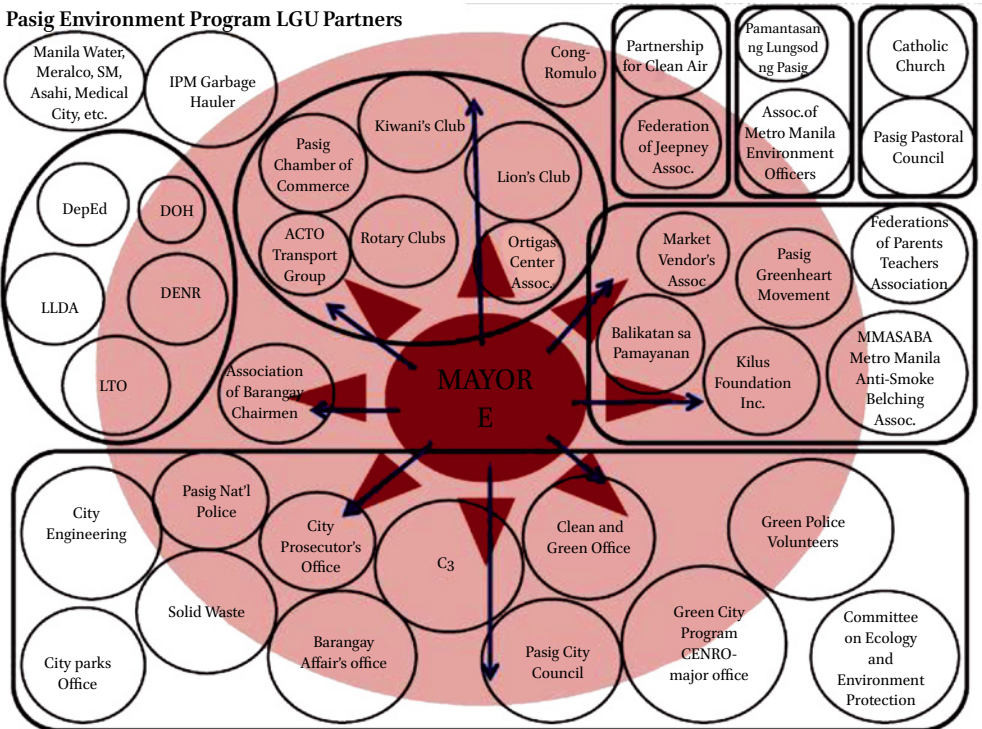 Pasig Environment Program LGU Partners
Manila Water,
Meralco, SM,
Asahi, Medical
City, etc.
IPM Garbage
Hauler
Cong-
Romulo
Partnership
for Clean Air
Federation
of Jeepney
Assoc.
Pamantasan
ng Lungsod
ng Pasig
Assoc.of
Metro Manila
Environment
Officers
Catholic
Church
Pasig Pastoral
Council
Kiwani's Club
Pasig
Chamber of
Commerce
Lion's Club
ACTO
Transport
Group
Rotary Clubs
Ortigas
Center
Assoc.
DepEd
DOH
LLDA
DENR
LTO
Association
of Barangay
Chairmen
MAYOR
E
Market
Vendor's
Assoc
Pasig
Greenheart
Movement
Federations
of Parents
Teachers
Association
Balikatan sa
Pamayanan
Kilus
Foundation
Inc.
MMASABA
Metro Manila
Anti-Smoke
Belching
Assoc.
City
Engineering
Pasig Nat'l
Police
City
Prosecutor's
Office
C3
Clean and
Green Office
Green Police
Volunteers
Solid Waste
City parks
Office
Barangay
Affair's office
Pasig City
Council
Green City
Program
CENRO-
major office
Committee
on Ecology
and
Environment
Protection